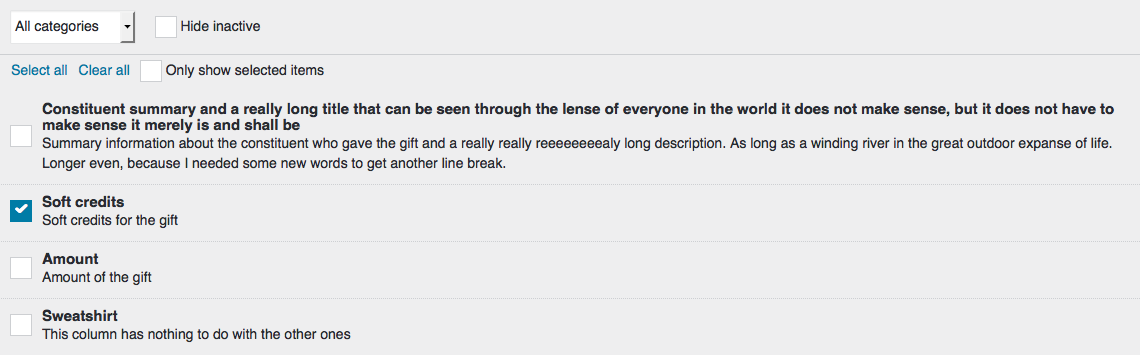 All categories
Hide inactive
Select all Clear all Only show selected items
Constituent summary and a really long title that can be seen through the lense of everyone in the world it does not make sense, but it does not have to
make sense it merely is and shall be
Summary information about the constituent who gave the gift and a really really reeeeeeeealy long description. As long as a winding river in the great outdoor expanse of life.
Longer even, because I needed some new words to get another line break.
Soft credits
Soft credits for the gift
Amount
Amount of the gift
Sweatshirt
This column has nothing to do with the other ones